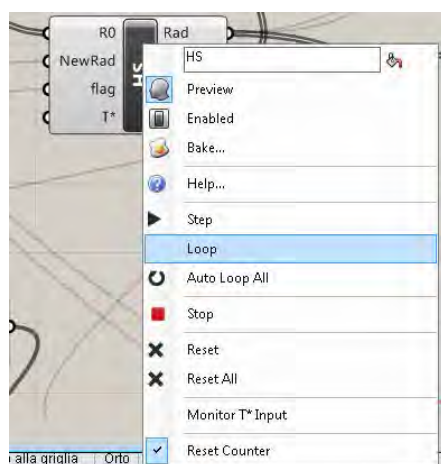 R0 Rad
NewRad
flag
T*
HS
HS
Preview
Enabled
Bake...
Help...
Step
Loop
Auto Loop All
Stop
Reset
Reset All
Monitor T* Input
Reset Counter
alla griglia Orto